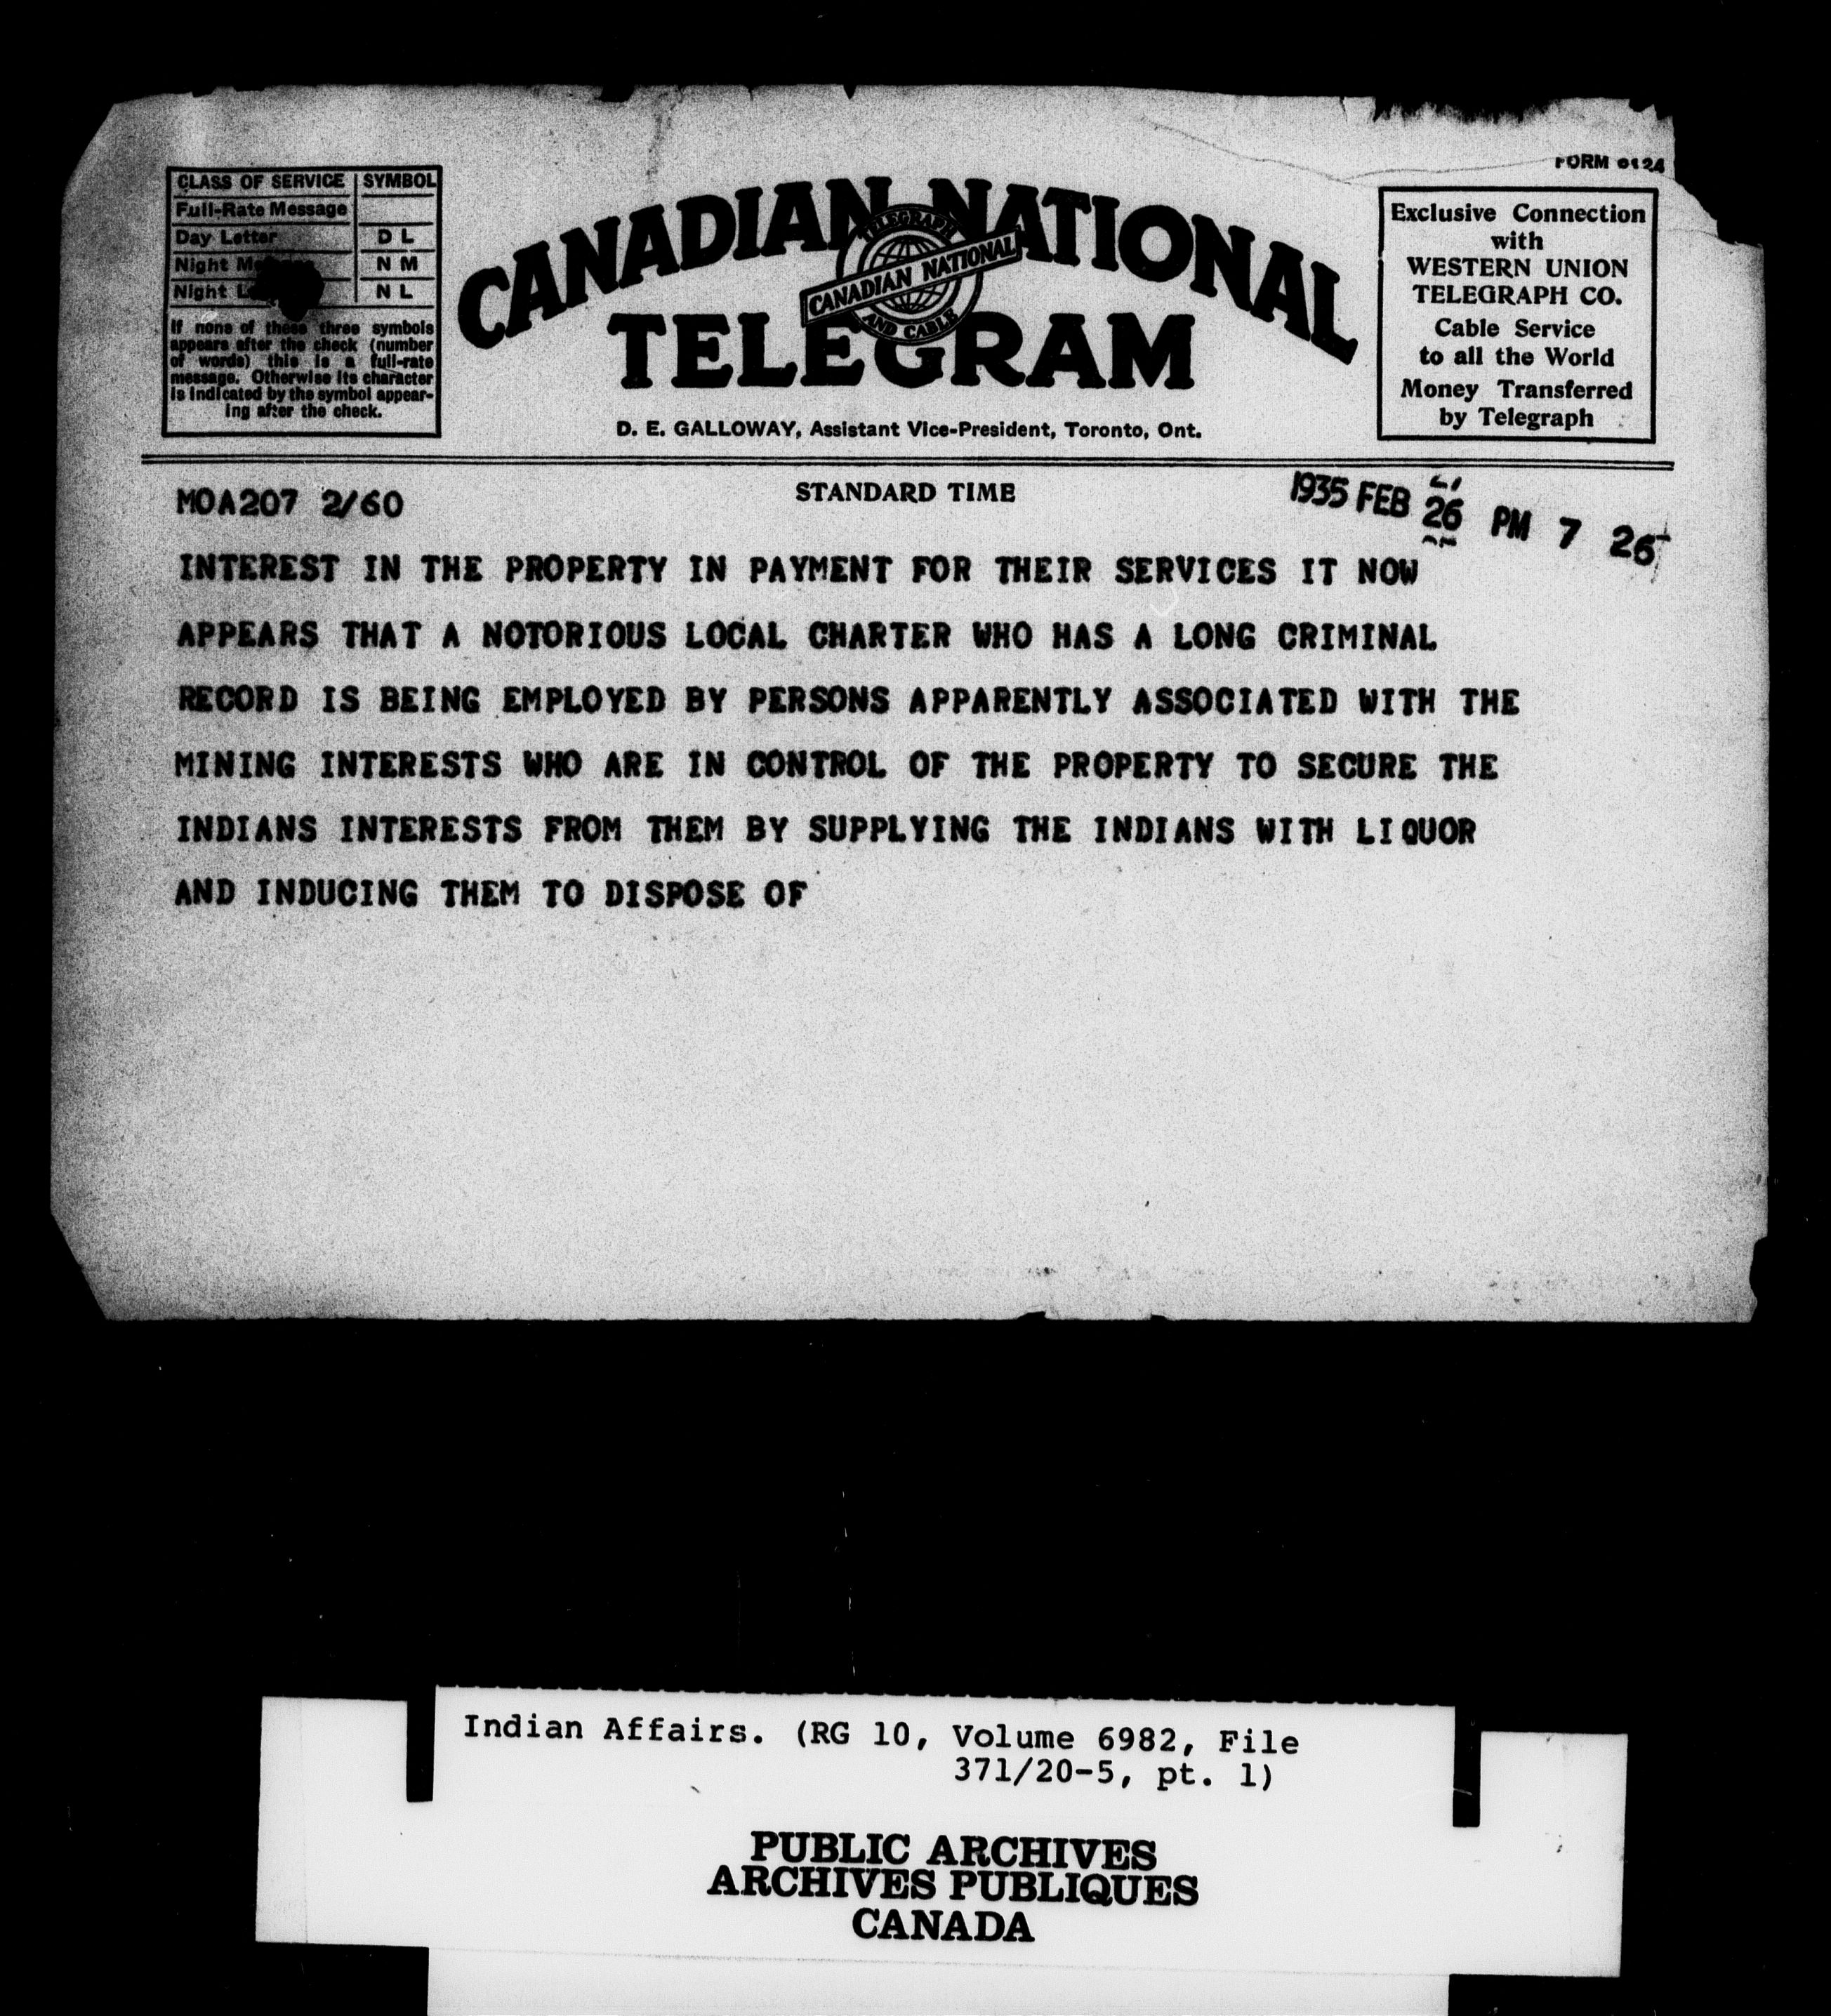 FORM 6124
CLASS OF SERVICE SYMBOL
Full-Rate Message
Day Letter D L
Night N M
Night N L
If none of these three symbols
appears after the check (number
of words) this is a full-rate
message. Otherwise its character
is indicated by the symbol appear-
ing after the check.
CANADIAN NATIONAL
TELEGRAPH
CANADIAN NATIONAL
AND CABLE
TELEGRAM
D. E. GALLOWAY, Assistant Vice-President, Toronto, Ont.
Exclusive Connection
with
WESTERN UNION
TELEGRAPH CO.
Cable Service
to all the World
Money Transferred
by Telegraph
MOA207 2/60
STANDARD TIME
1935 FEB 26 PM 7 26
INTEREST IN THE PROPERTY IN PAYMENT FOR THEIR SERVICES IT NOW
APPEARS THAT A NOTORIOUS LOCAL CHARTER WHO HAS A LONG CRIMINAL
RECORD IS BEING EMPLOYED BY PERSONS APPARENTLY ASSOCIATED WITH THE
MINING INTERESTS WHO ARE IN CONTROL OF THE PROPERTY TO SECURE THE
INDIANS INTERESTS FROM THEM BY SUPPLYING THE INDIANS WITH LIQUOR
AND INDUCING THEM TO DISPOSE OF
Indian Affairs. (RG 10, Volume 6982, File
371/20-5, pt. 1)
PUBLIC ARCHIVES
ARCHIVES PUBLIQUES
CANADA